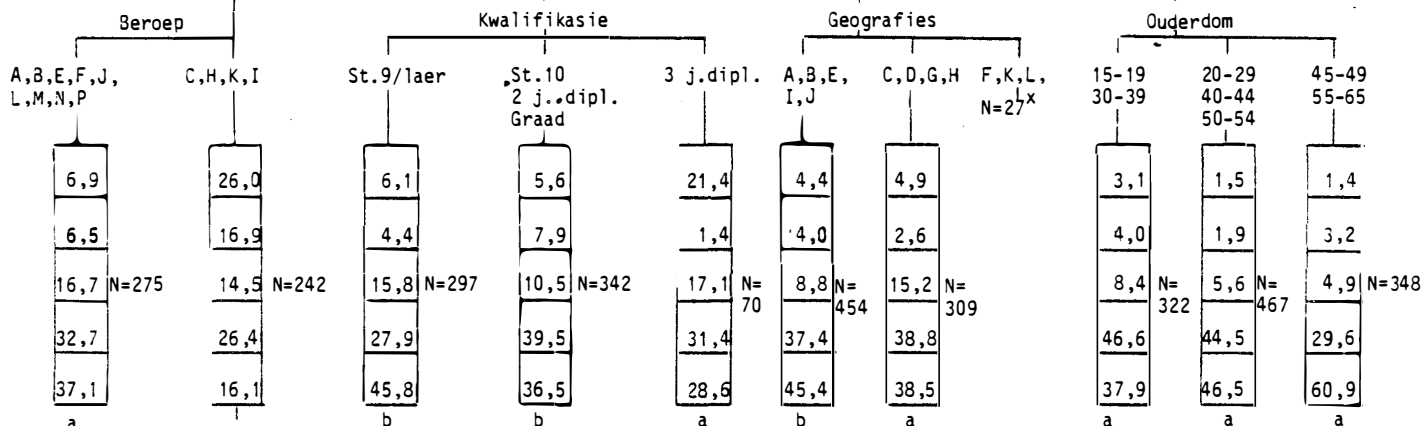 Beroep Kwalifikasie Geografies Ouderdom
A,B,E,F,J, C,H,K,I St.9/laer St.10 3 j.dipl. A,B,E, C,D,G,H F,K,L, 15-19 20-29 45-49
L,M,N,P 2 j..dipl. I,J Lx 30-39 40-44 55-65
Graad N=27 50-54
6,9 26,0 6,1 5,6 21,4 4,4 4,9 3,1 1,5 1,4
6,5 16,9 4,4 7,9 1,4 4,0 2,6 4,0 1,9 3,2
16,7 N=275 14,5 N=242 15,8 N=297 10,5 N=342 17,1 N= 8,8 N= 15,2 N= 8,4 N= 5,6 N= 4,9 N=348
70 454 309 322 467
32,7 26,4 27,9 39,5 31,4 37,4 38,8 46,6 44,5 29,6
37,1 16,1 45,8 36,5 28,6 45,4 38,5 37,9 46,5 60,9
a b b a b a a a a